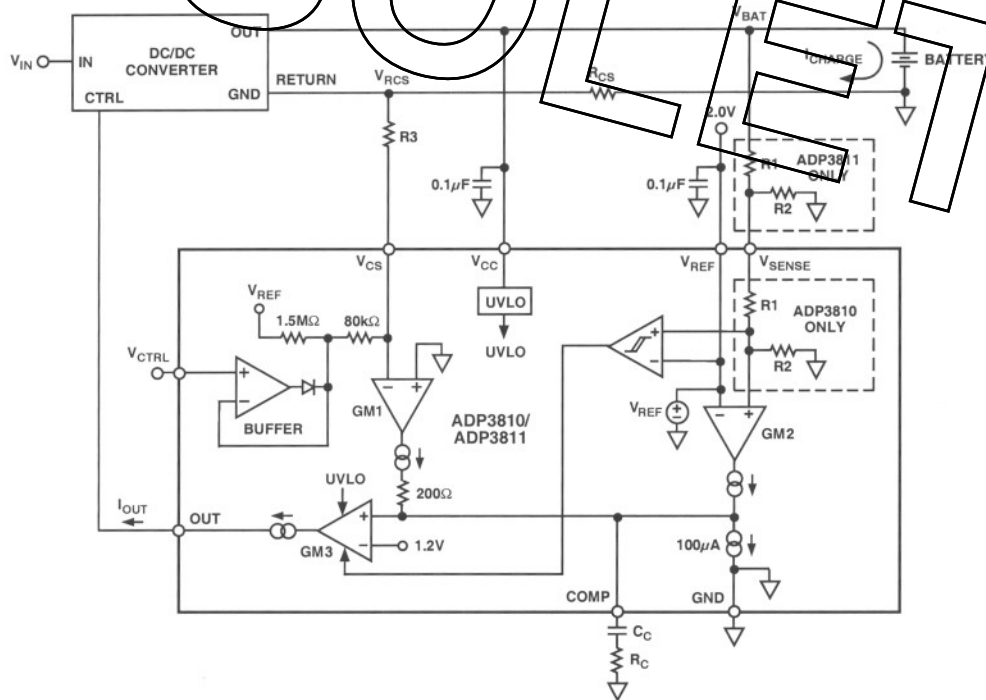 OUT
V_BAT
DC/DC
CONVERTER
V_IN
IN
I_CHARGE
BATTERY
RETURN
V_RCS
R_CS
CTRL
GND
2.0V
R3
R1
ADP3811
ONLY
0.1µF
0.1µF
R2
V_CS
V_CC
V_REF
V_SENSE
V_REF
UVLO
R1
ADP3810
ONLY
1.5MΩ
80kΩ
UVLO
V_CTRL
R2
GM1
V_REF
BUFFER
ADP3810/
ADP3811
GM2
UVLO
200Ω
I_OUT
OUT
GM3
1.2V
100µA
COMP
GND
C_C
R_C